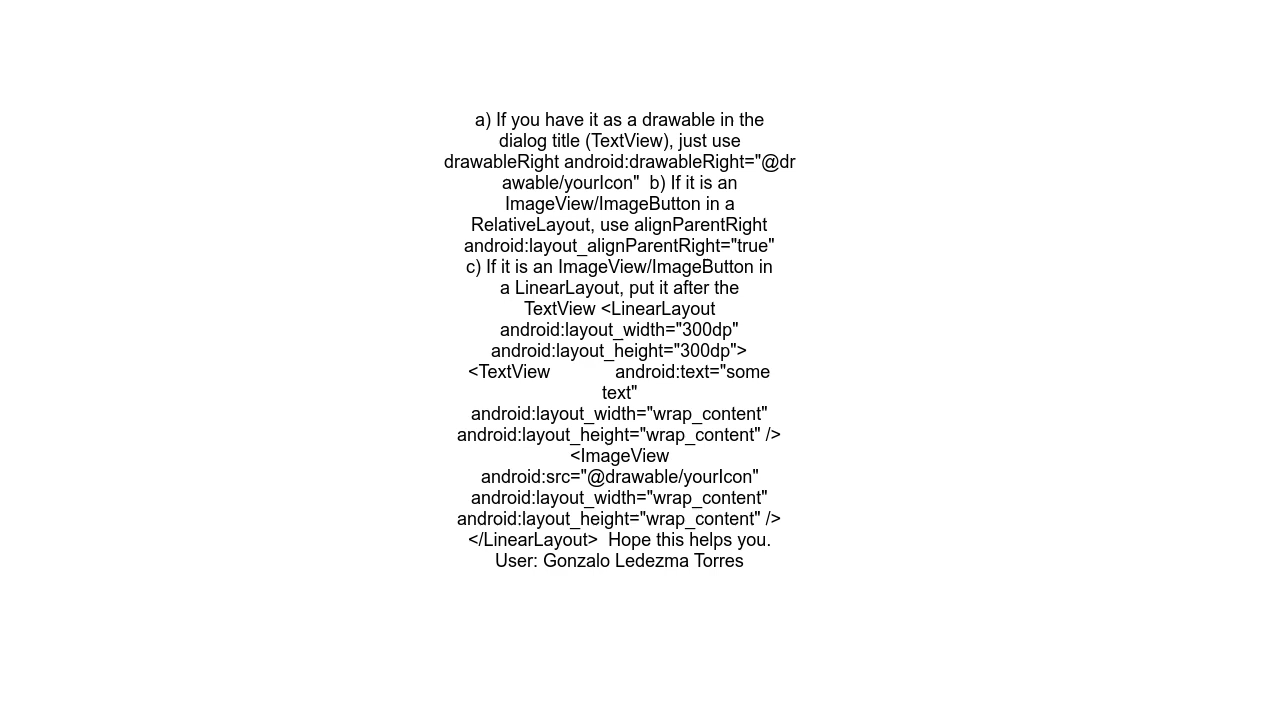 a) If you have it as a drawable in the
dialog title (TextView), just use
drawableRight android:drawableRight="@dr
awable/yourIcon"  b) If it is an
ImageView/ImageButton in a
RelativeLayout, use alignParentRight
android:layout_alignParentRight="true"
c) If it is an ImageView/ImageButton in
a LinearLayout, put it after the
TextView <LinearLayout
android:layout_width="300dp"
android:layout_height="300dp">
<TextView             android:text="some
text"
android:layout_width="wrap_content"
android:layout_height="wrap_content" />
<ImageView
android:src="@drawable/yourIcon"
android:layout_width="wrap_content"
android:layout_height="wrap_content" />
</LinearLayout>  Hope this helps you.
User: Gonzalo Ledezma Torres